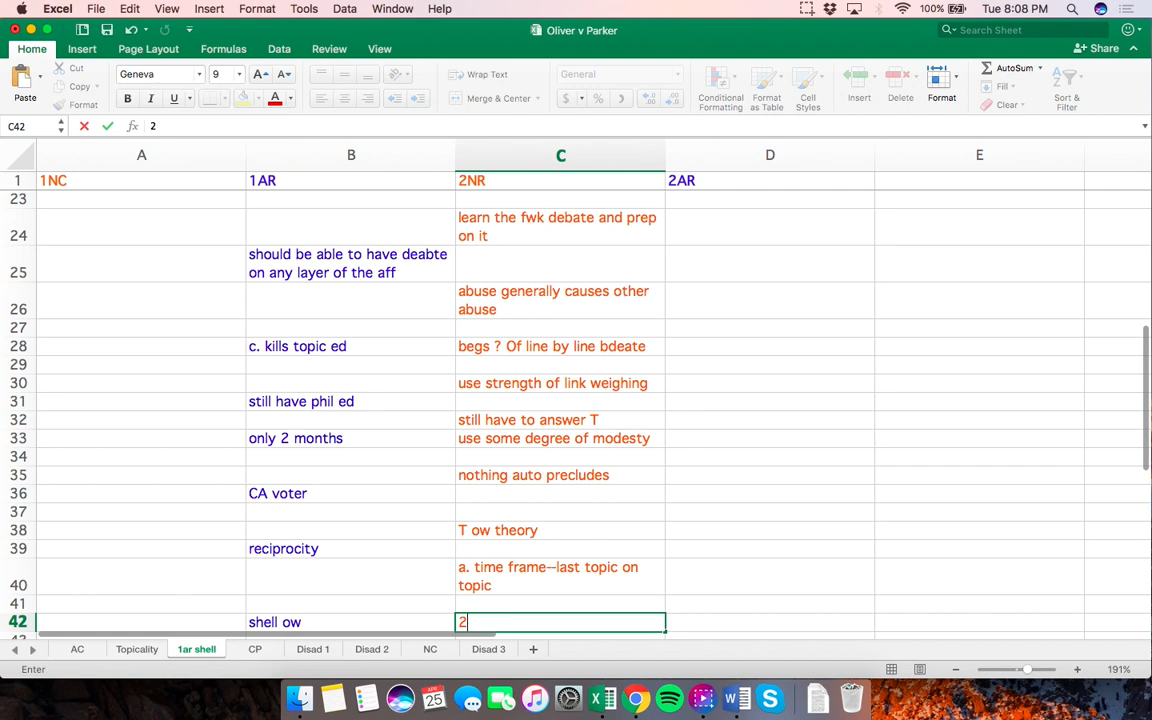 Excel File Edit View Insert Format Tools Data Window Help 100% Tue 8:08 PM
Oliver v Parker Search Sheet
Home Insert Page Layout Formulas Data Review View Share
Cut Geneva 9 A A Wrap Text General AutoSum
Copy Fill
Paste Format B I U A Merge & Center $ % Conditional Formatting Format as Table Cell Styles Insert Delete Format Clear Sort & Filter
C42 fx 2
A B C D E
1 1NC 1AR 2NR 2AR
23
learn the fwk debate and prep
24 on it
should be able to have deabte
25 on any layer of the aff
abuse generally causes other
26 abuse
27
28 c. kills topic ed begs ? Of line by line bdeate
29
30 use strength of link weighing
31 still have phil ed
32 still have to answer T
33 only 2 months use some degree of modesty
34
35 nothing auto precludes
36 CA voter
37
38 T ow theory
39 reciprocity
a. time frame--last topic on
40 topic
41
42 shell ow 2
43
AC Topicality 1ar shell CP Disad 1 Disad 2 NC Disad 3 +
Enter 191%
APR
25